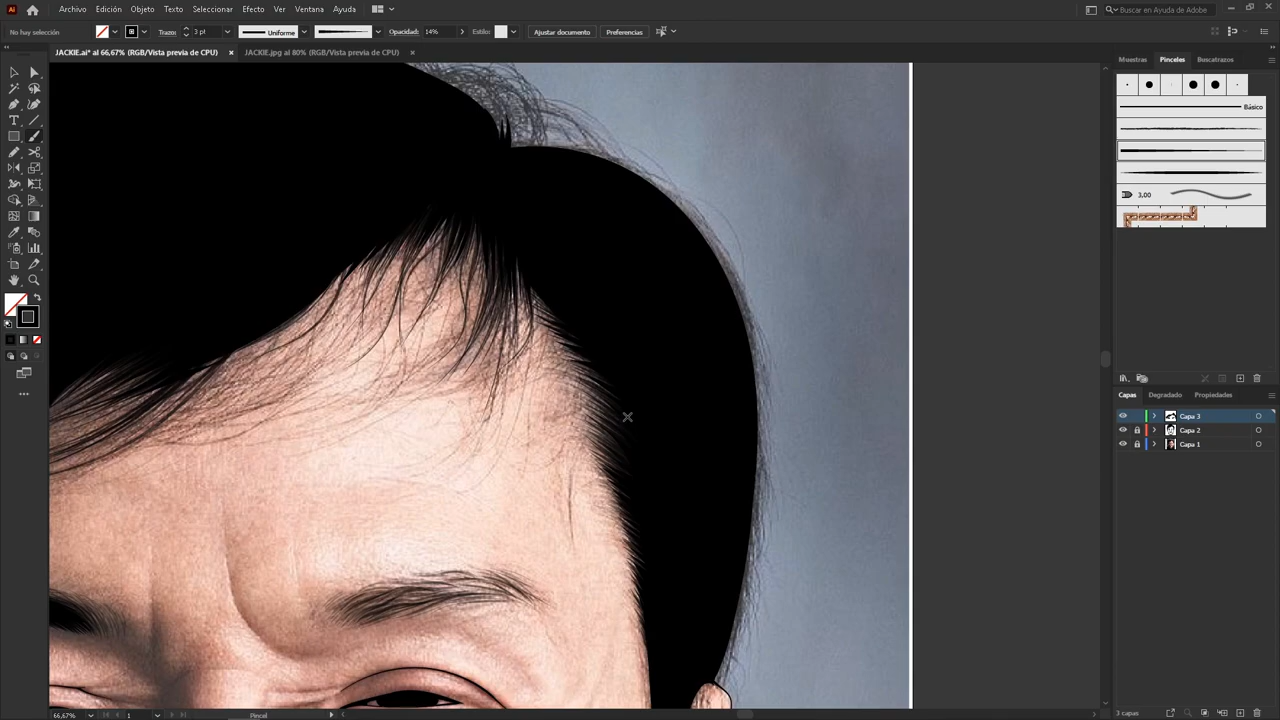 Ai Archivo Edición Objeto Texto Seleccionar Efecto Ver Ventana Ayuda Buscar en Ayuda de Adobe
No hay selección Trazo: 3 pt Uniforme Opacidad: 14% Estilo: Ajustar documento Preferencias
JACKIE.ai* al 66,67% (RGB/Vista previa de CPU) × JACKIE.jpg al 80% (RGB/Vista previa de CPU) ×
Muestras Pinceles Buscatrazos
Básico
3,00
Capas Degradado Propiedades
Capa 3
Capa 2
Capa 1
66,67% 1 Pincel 3 capas